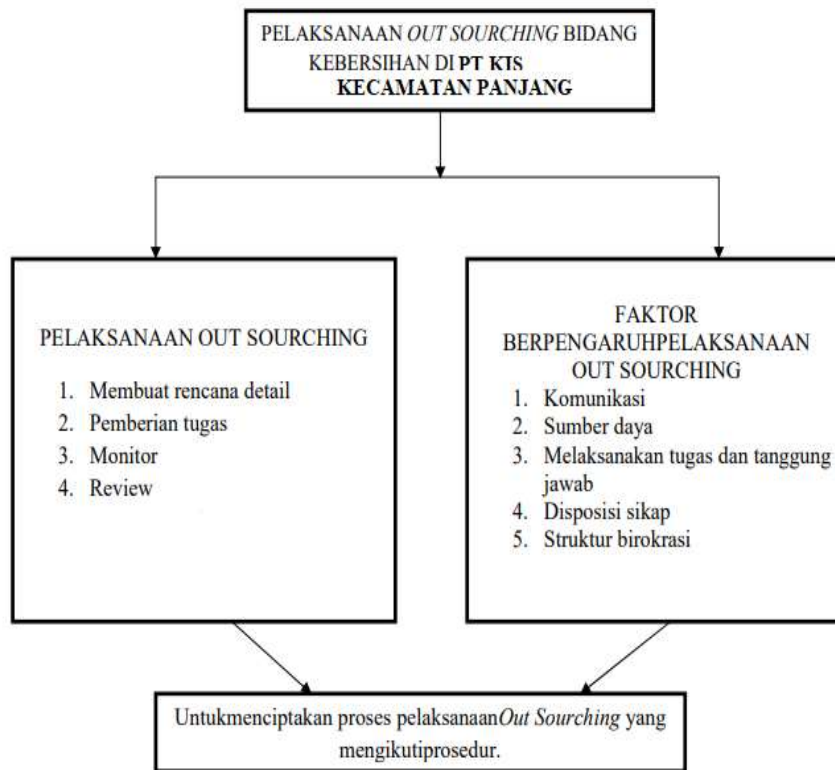 PELAKSANAAN OUT SOURCHING BIDANG
KEBERSIHAN DI PT KIS
KECAMATAN PANJANG
PELAKSANAAN OUT SOURCHING
1. Membuat rencana detail
2. Pemberian tugas
3. Monitor
4. Review
FAKTOR
BERPENGARUHPELAKSANAAN
OUT SOURCHING
1. Komunikasi
2. Sumber daya
3. Melaksanakan tugas dan tanggung
jawab
4. Disposisi sikap
5. Struktur birokrasi
Untukmenciptakan proses pelaksanaanOut Sourching yang
mengikutiprosedur.